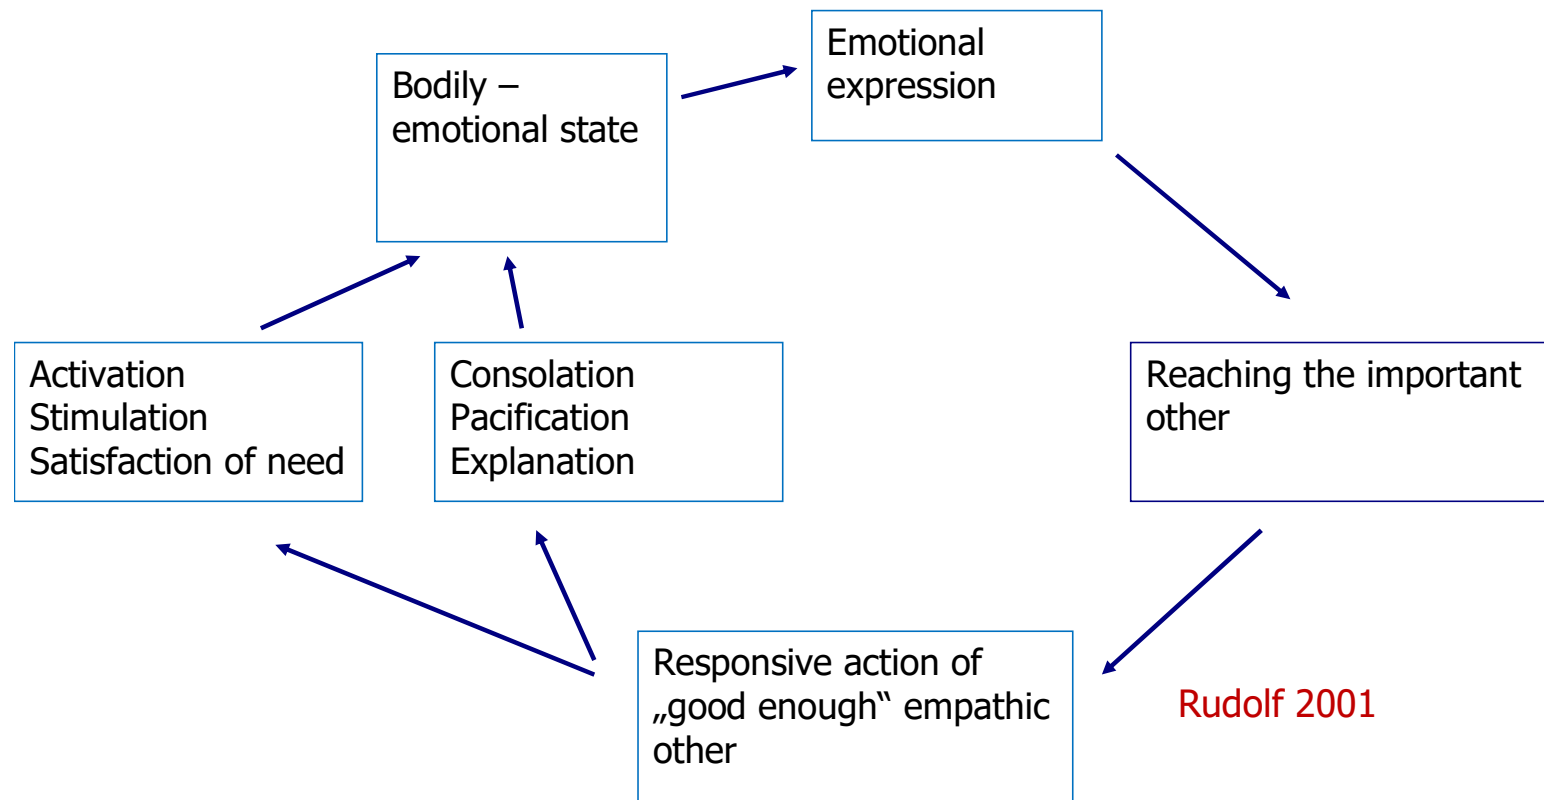 Emotional
expression
Bodily –
emotional state
Activation
Stimulation
Satisfaction of need
Consolation
Pacification
Explanation
Reaching the important
other
Responsive action of
„good enough“ empathic
other
Rudolf 2001